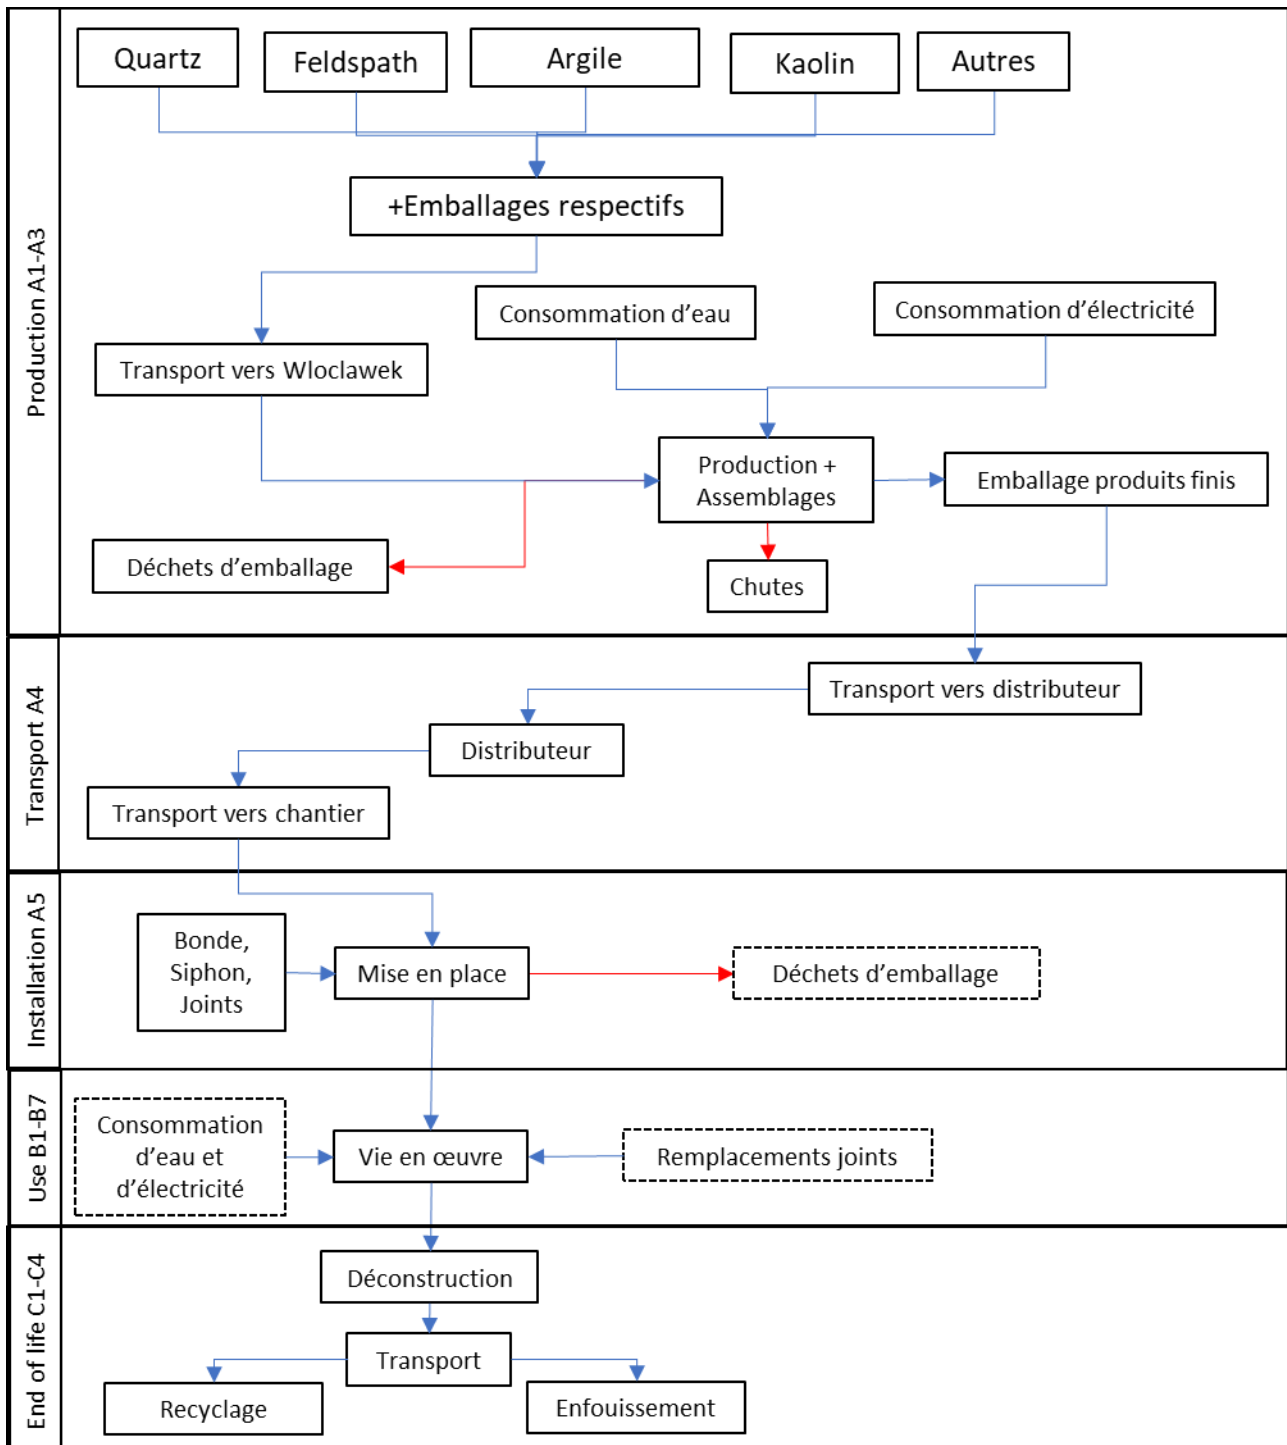 Production A1-A3
Quartz
Feldspath
Argile
Kaolin
Autres
+Emballages respectifs
Consommation d'eau
Consommation d'électricité
Transport vers Wloclawek
Production +
Assemblages
Emballage produits finis
Déchets d'emballage
Chutes
Transport A4
Transport vers distributeur
Distributeur
Transport vers chantier
Installation A5
Bonde,
Siphon,
Joints
Mise en place
Déchets d'emballage
Use B1-B7
Consommation
d'eau et
d'électricité
Vie en œuvre
Remplacements joints
End of life C1-C4
Déconstruction
Transport
Recyclage
Enfouissement